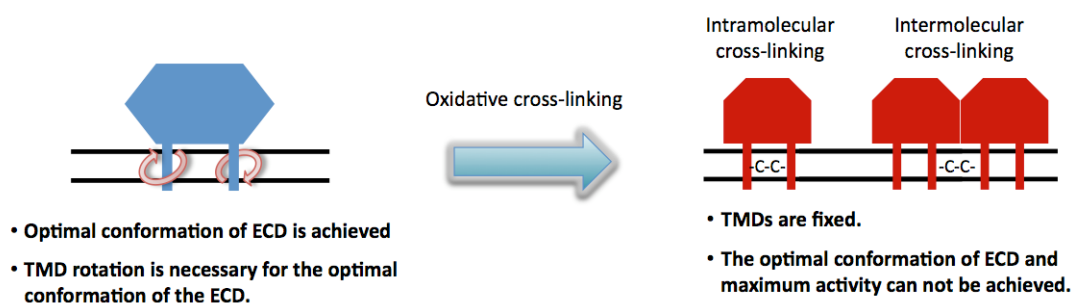 Intramolecular
cross-linking
Intermolecular
cross-linking
Oxidative cross-linking
-C-C-
-C-C-
• Optimal conformation of ECD is achieved
• TMD rotation is necessary for the optimal
conformation of the ECD.
• TMDs are fixed.
• The optimal conformation of ECD and
maximum activity can not be achieved.